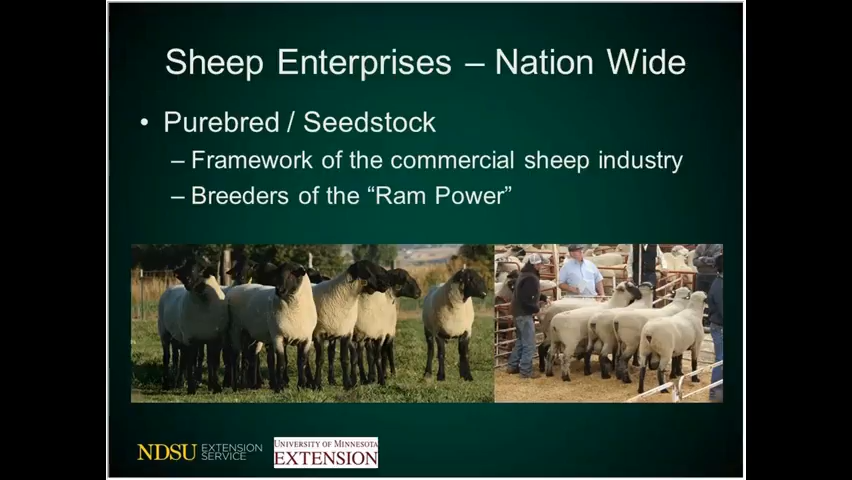 Sheep Enterprises – Nation Wide
• Purebred / Seedstock
– Framework of the commercial sheep industry
– Breeders of the “Ram Power”
NDSU EXTENSION SERVICE
UNIVERSITY OF MINNESOTA
EXTENSION